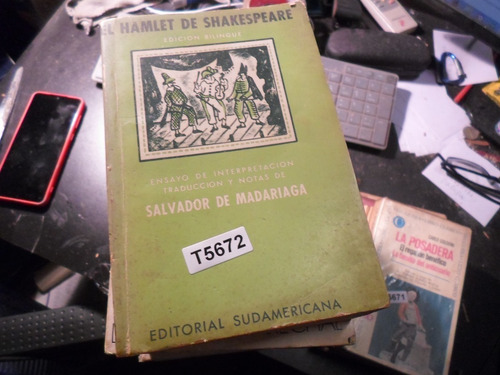 EL HAMLET DE SHAKESPEARE
EDICION BILINGUE
ENSAYO DE INTERPRETACION
TRADUCCION Y NOTAS DE
SALVADOR DE MADARIAGA
T5672
EDITORIAL SUDAMERICANA
LA POSADERA
5671